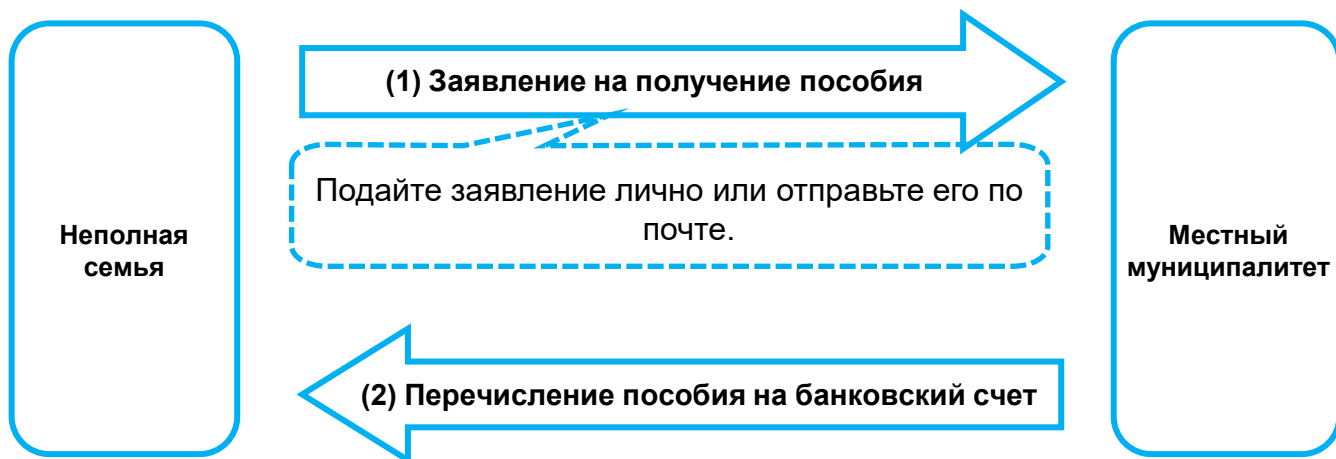 (1) Заявление на получение пособия
Подайте заявление лично или отправьте его по
почте.
Неполная
семья
Местный
муниципалитет
(2) Перечисление пособия на банковский счет